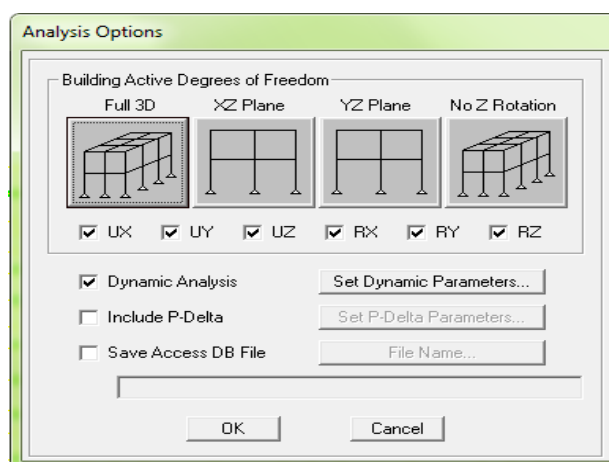 Analysis Options
Building Active Degrees of Freedom
Full 3D XZ Plane YZ Plane No Z Rotation
UX UY UZ RX RY RZ
Dynamic Analysis Set Dynamic Parameters...
Include P-Delta Set P-Delta Parameters...
Save Access DB File File Name...
OK Cancel